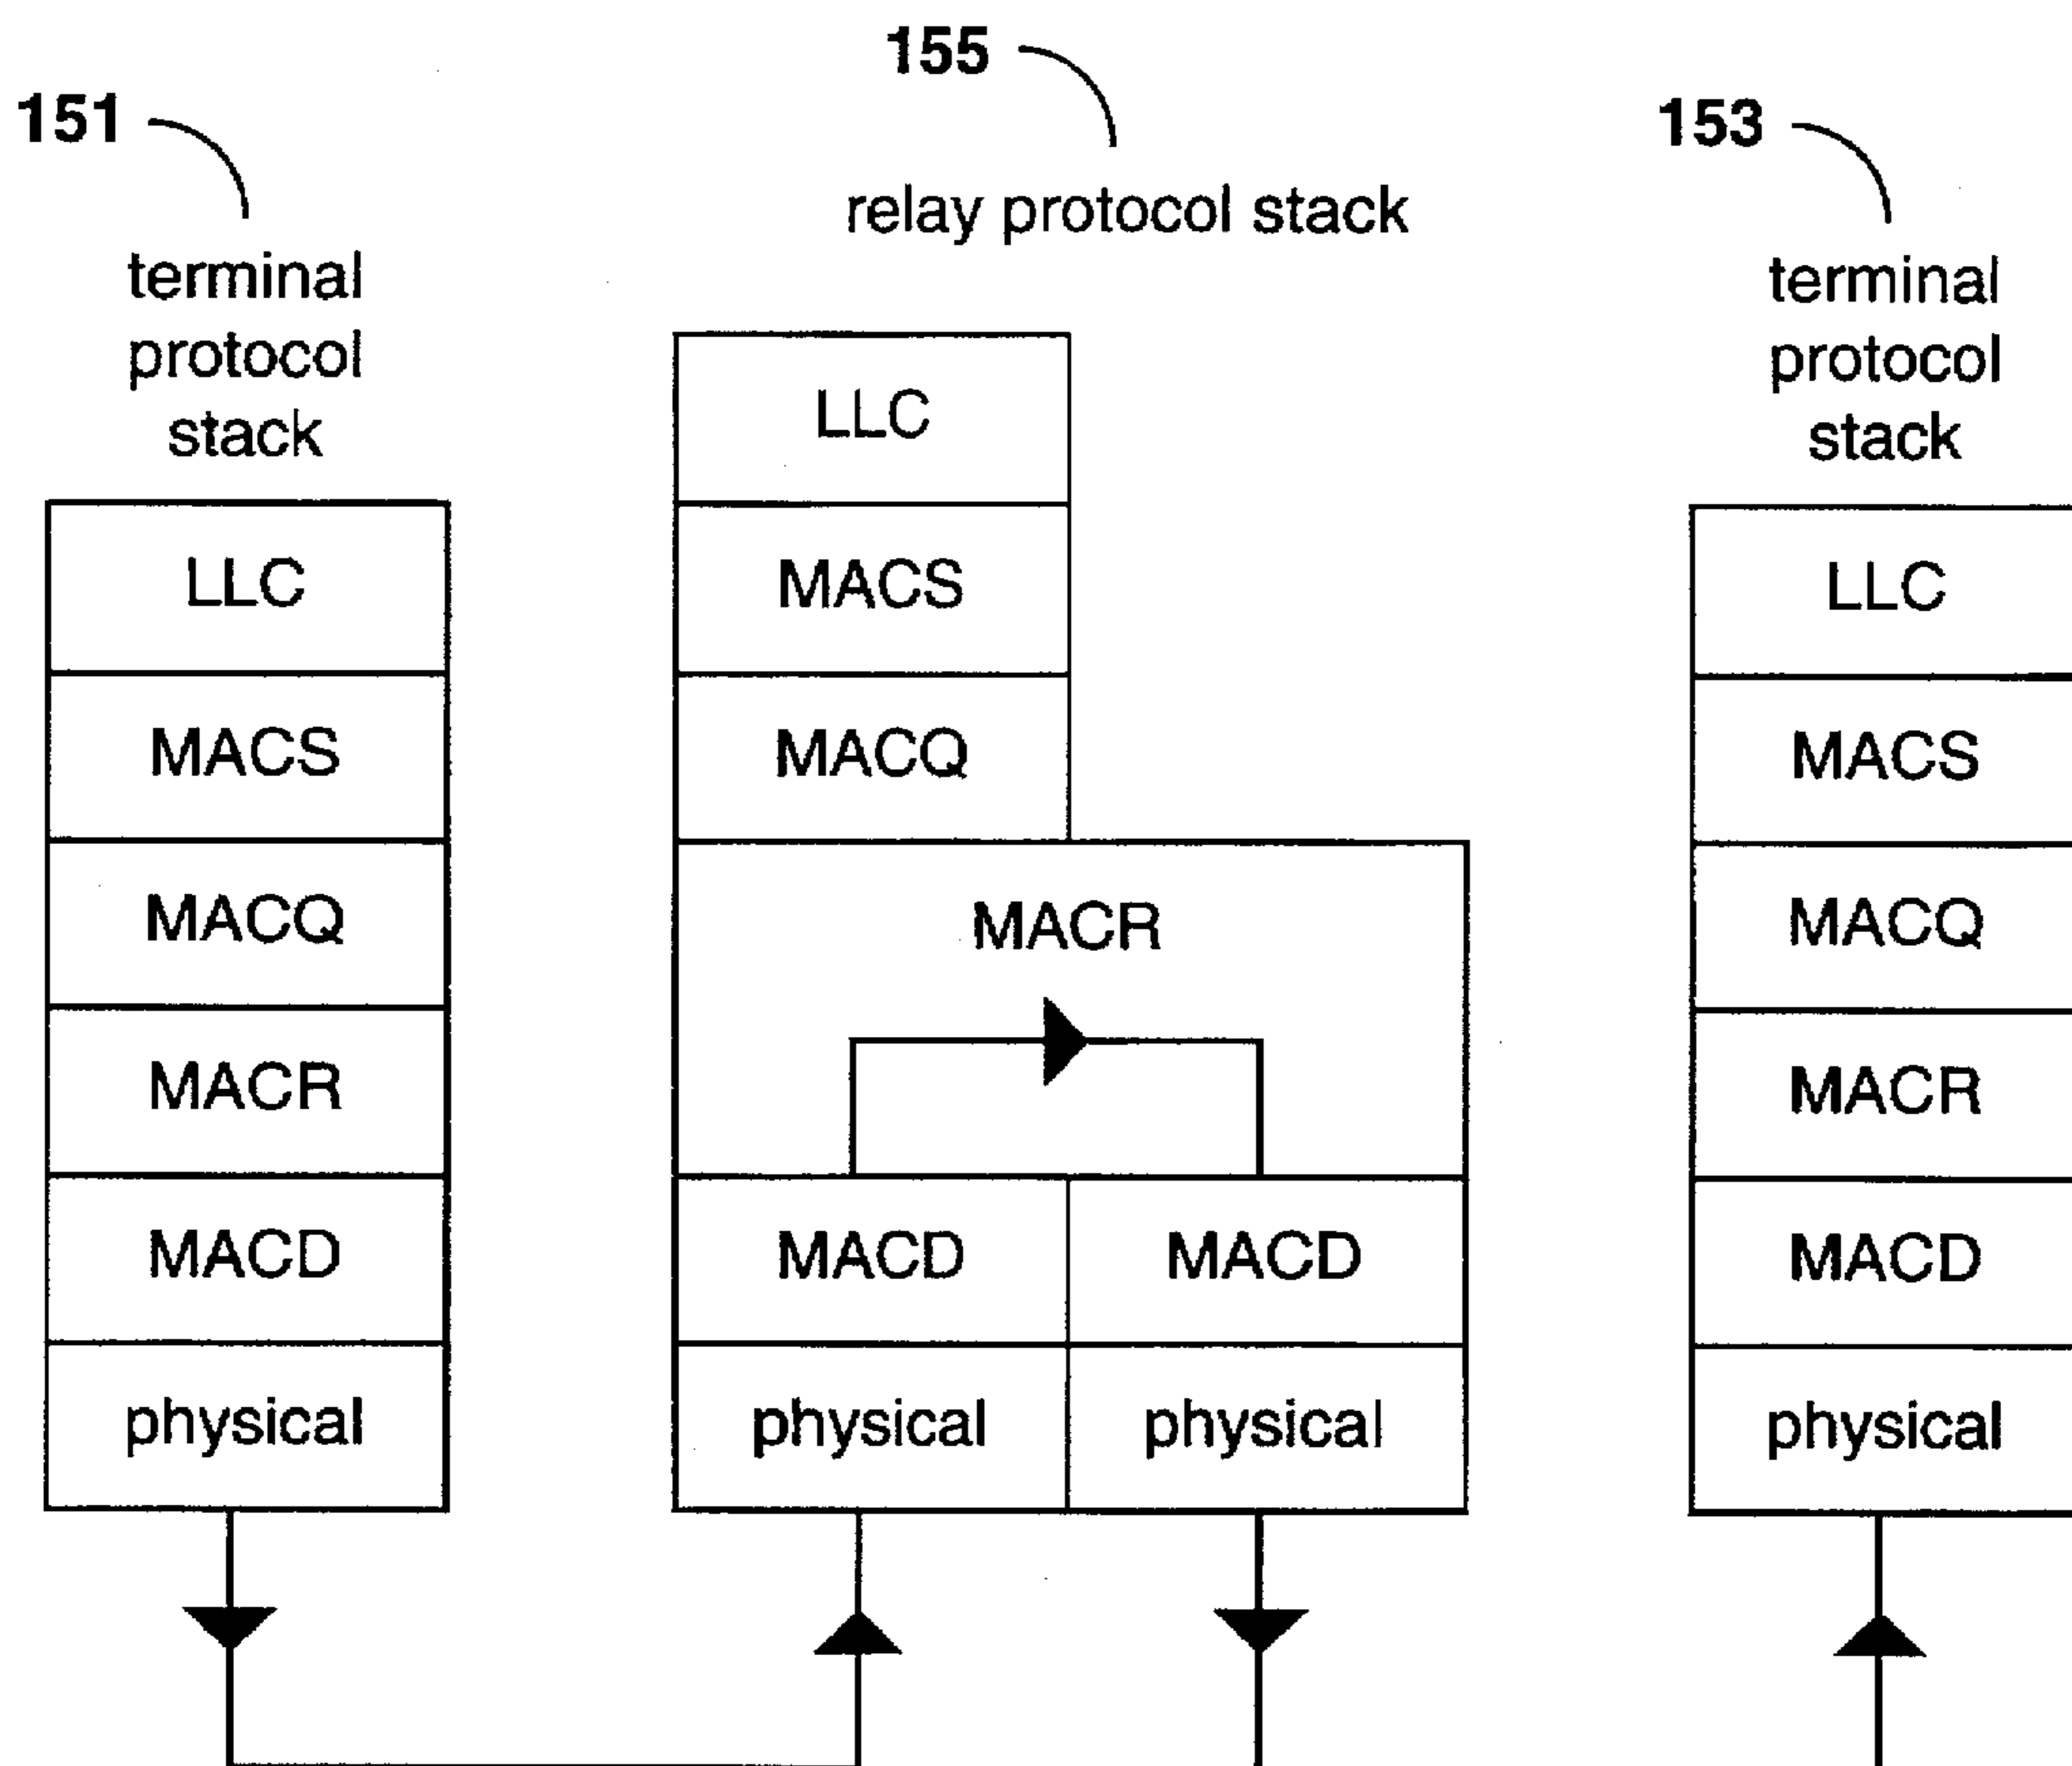 151
terminal
protocol
stack
LLC
MACS
MACQ
MACR
MACD
physical
155
relay protocol stack
LLC
MACS
MACQ
MACR
MACD MACD
physical physical
153
terminal
protocol
stack
LLC
MACS
MACQ
MACR
MACD
physical